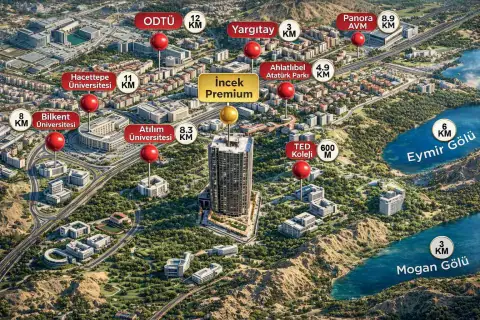 ODTÜ
12
KM
Yargıtay
3
KM
Panora
AVM
8.9
KM
Hacettepe
Üniversitesi
11
KM
İncek
Premium
Ahlatlıbel
Atatürk Parkı
4.9
KM
8
KM
Bilkent
Üniversitesi
Atılım
Üniversitesi
8.3
KM
TED
Koleji
600
M
6
KM
Eymir Gölü
3
KM
Mogan Gölü